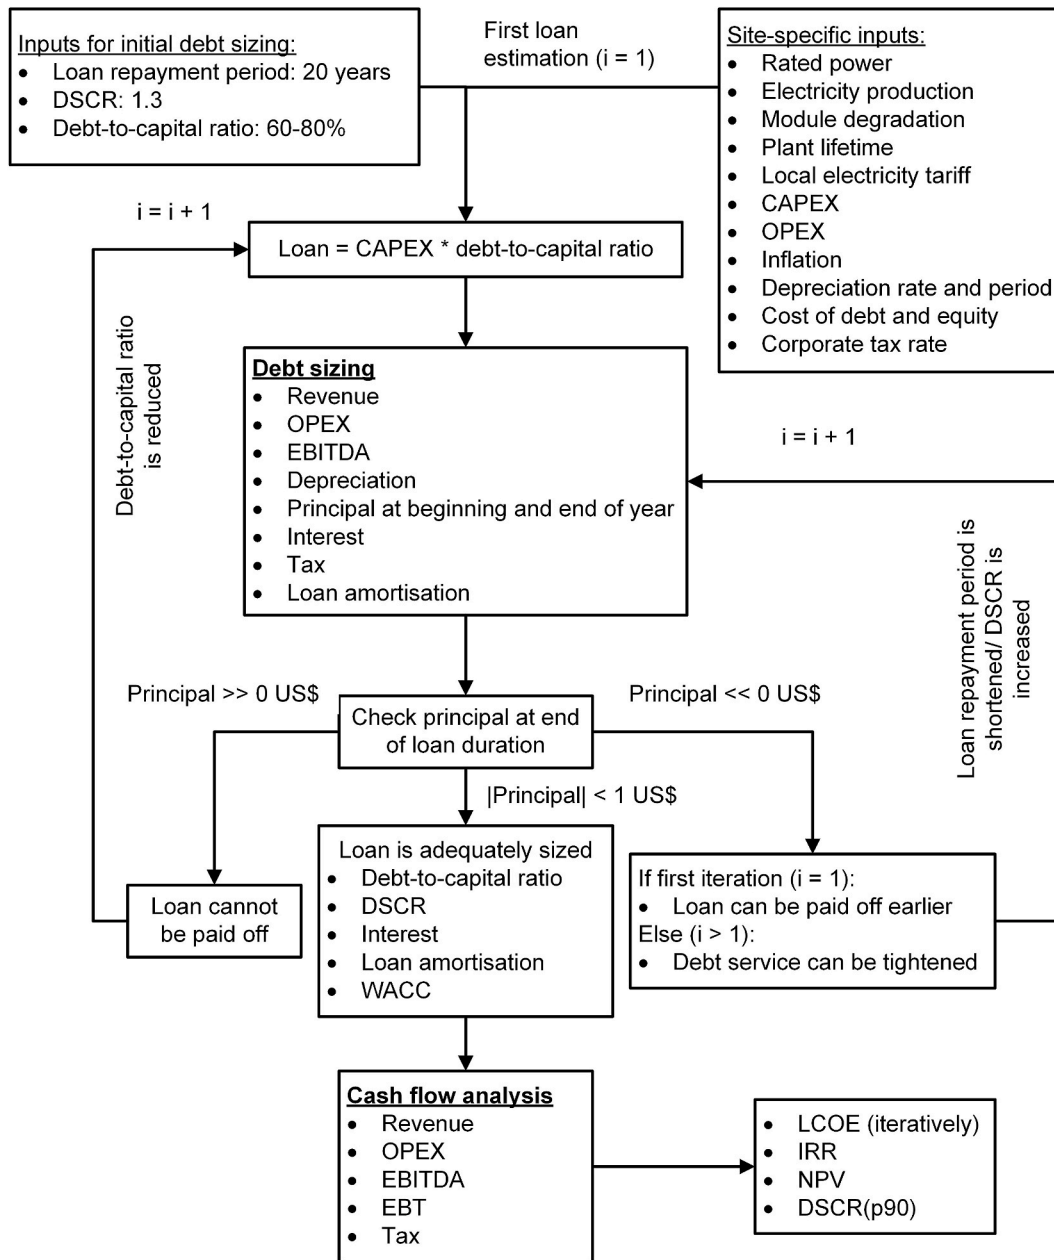 Inputs for initial debt sizing:
• Loan repayment period: 20 years
• DSCR: 1.3
• Debt-to-capital ratio: 60-80%
First loan
estimation (i = 1)
Site-specific inputs:
• Rated power
• Electricity production
• Module degradation
• Plant lifetime
• Local electricity tariff
• CAPEX
• OPEX
• Inflation
• Depreciation rate and period
• Cost of debt and equity
• Corporate tax rate
i = i + 1
Loan = CAPEX * debt-to-capital ratio
Debt-to-capital ratio
is reduced
Debt sizing
• Revenue
• OPEX
• EBITDA
• Depreciation
• Principal at beginning and end of year
• Interest
• Tax
• Loan amortisation
i = i + 1
Loan repayment period is
shortened/ DSCR is
increased
Principal >> 0 US$
Check principal at end
of loan duration
Principal << 0 US$
|Principal| < 1 US$
Loan cannot
be paid off
Loan is adequately sized
• Debt-to-capital ratio
• DSCR
• Interest
• Loan amortisation
• WACC
If first iteration (i = 1):
• Loan can be paid off earlier
Else (i > 1):
• Debt service can be tightened
Cash flow analysis
• Revenue
• OPEX
• EBITDA
• EBT
• Tax
• LCOE (iteratively)
• IRR
• NPV
• DSCR(p90)